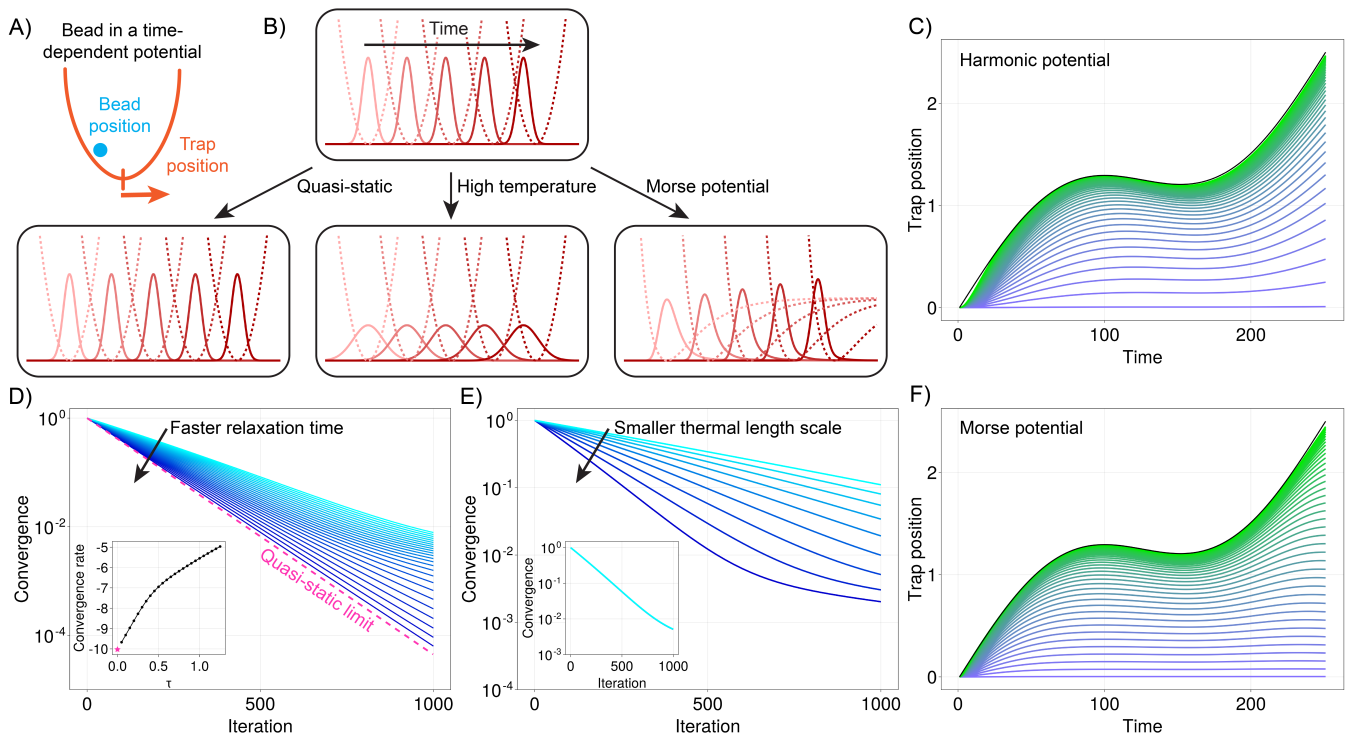 A)
Bead in a time-
dependent potential
Bead
position
Trap
position
B)
Time
Quasi-static
High temperature
Morse potential
C)
Harmonic potential
Trap position
2
1
0
0
100
200
Time
D)
Faster relaxation time
Quasi-static limit
Convergence
10^0
10^-2
10^-4
0
500
1000
Iteration
Convergence rate
-5
-6
-7
-8
-9
-10
0.0
0.5
1.0
τ
E)
Smaller thermal length scale
Convergence
10^0
10^-1
10^-2
10^-3
10^-4
0
500
1000
Iteration
Convergence
10^0
10^-1
10^-2
10^-3
0
500
1000
Iteration
F)
Morse potential
Trap position
2
1
0
0
100
200
Time